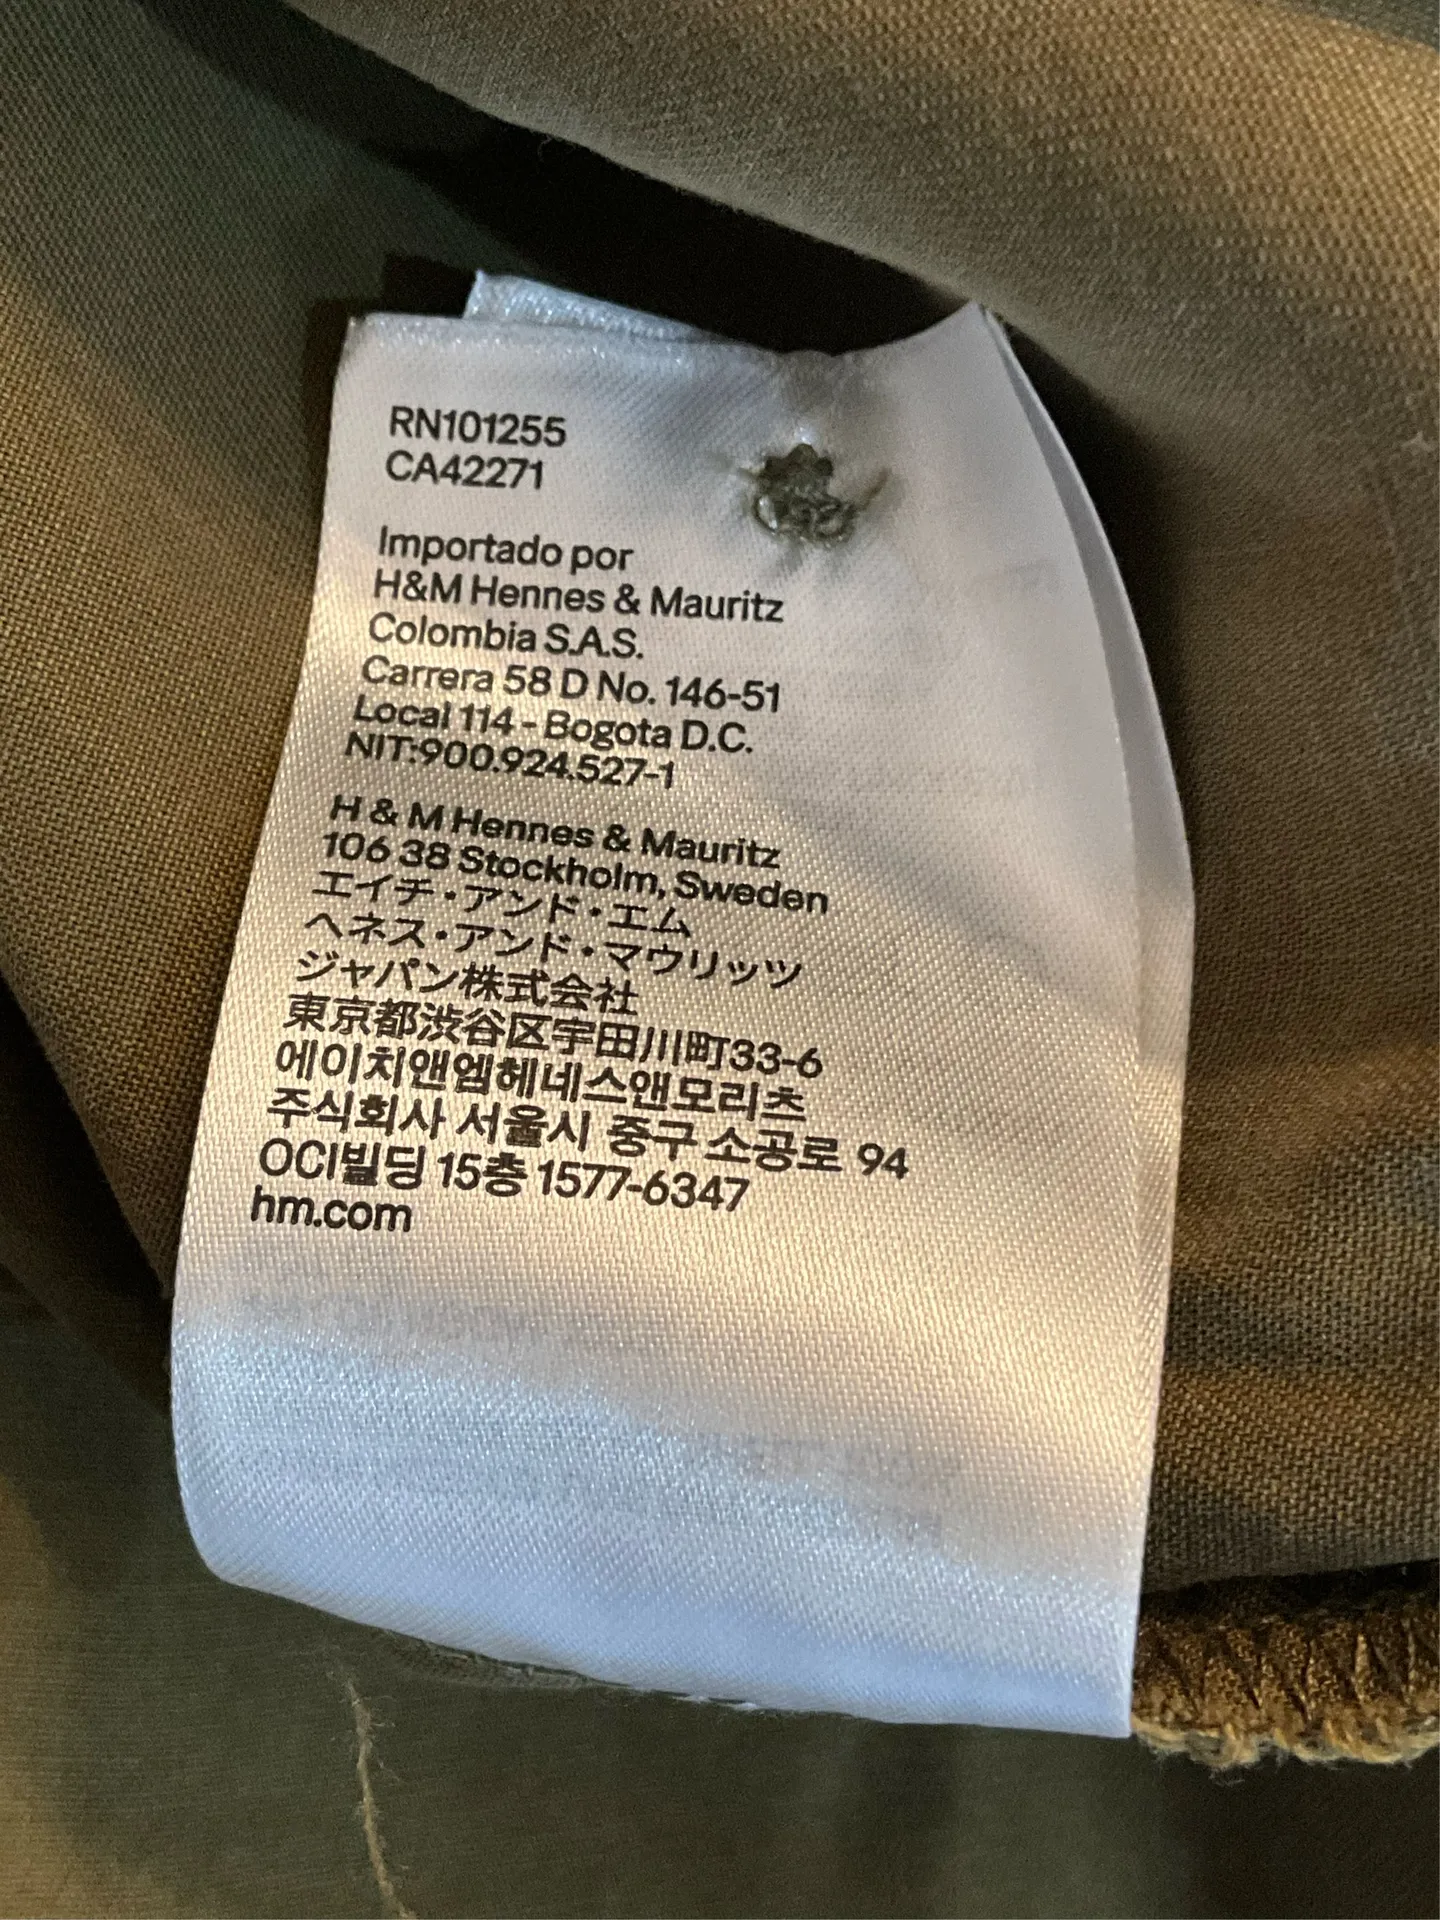 RN101255
CA42271
Importado por
H&M Hennes & Mauritz
Colombia S.A.S.
Carrera 58 D No. 146-51
Local 114 - Bogota D.C.
NIT:900.924.527-1
H & M Hennes & Mauritz
106 38 Stockholm, Sweden
エイチ・アンド・エム
ヘネス・アンド・マウリッツ
ジャパン株式会社
東京都渋谷区宇田川町33-6
에이치앤엠헤네스앤모리츠
주식회사 서울시 중구 소공로 94
OCI빌딩 15층 1577-6347
hm.com